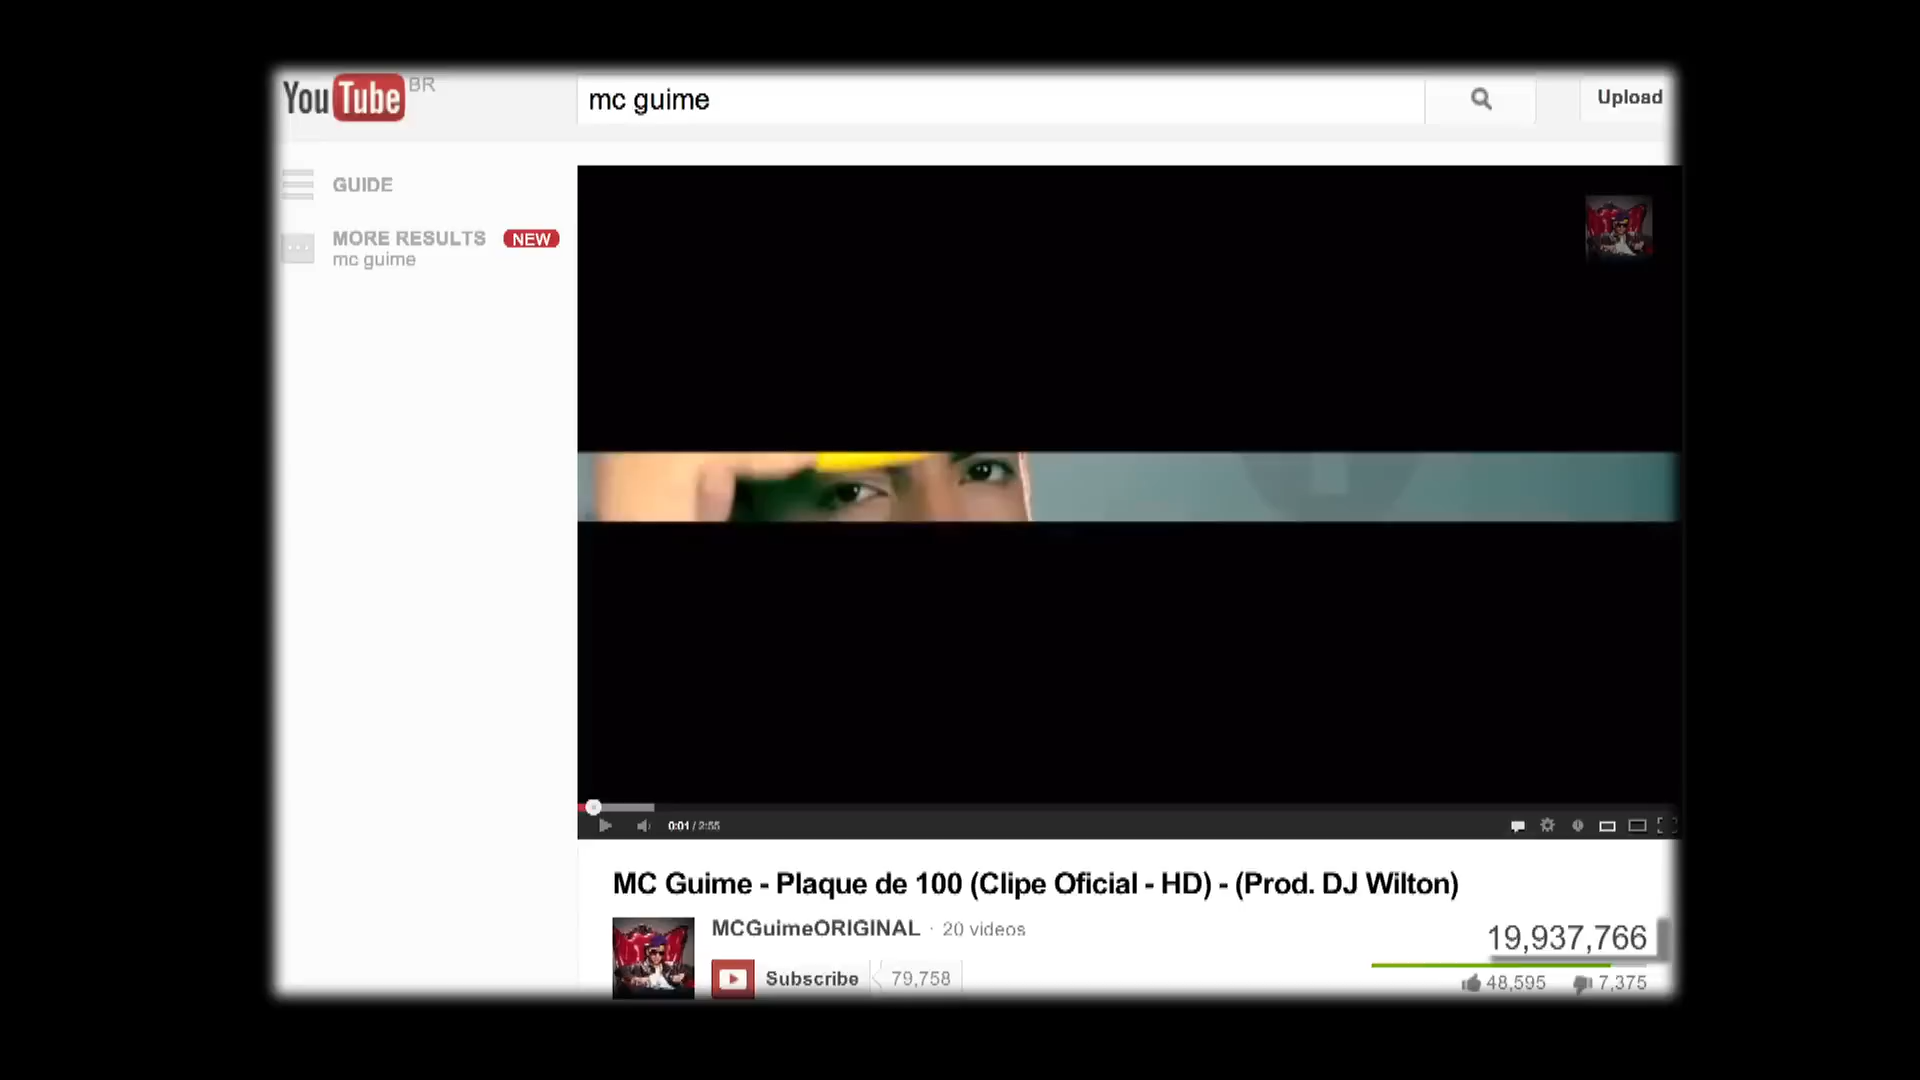 YouTube BR
mc guime
Upload
GUIDE
MORE RESULTS NEW
mc guime
0:01 / 2:55
MC Guime - Plaque de 100 (Clipe Oficial - HD) - (Prod. DJ Wilton)
MCGuimeORIGINAL · 20 videos
19,937,766
Subscribe 79,758
48,595 7,375